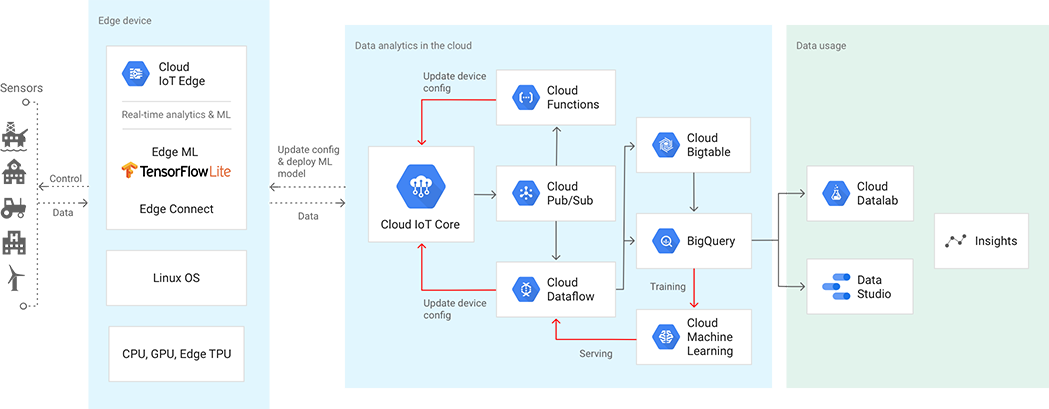 Sensors
Control
Data
Edge device
Cloud
IoT Edge
Real-time analytics & ML
Edge ML
TensorFlow Lite
Edge Connect
Linux OS
CPU, GPU, Edge TPU
Update config
& deploy ML
model
Data
Data analytics in the cloud
Update device
config
Cloud
Functions
Cloud IoT Core
Cloud
Pub/Sub
Update device
config
Cloud
Dataflow
Cloud
Bigtable
BigQuery
Training
Serving
Cloud
Machine
Learning
Data usage
Cloud
Datalab
Data
Studio
Insights